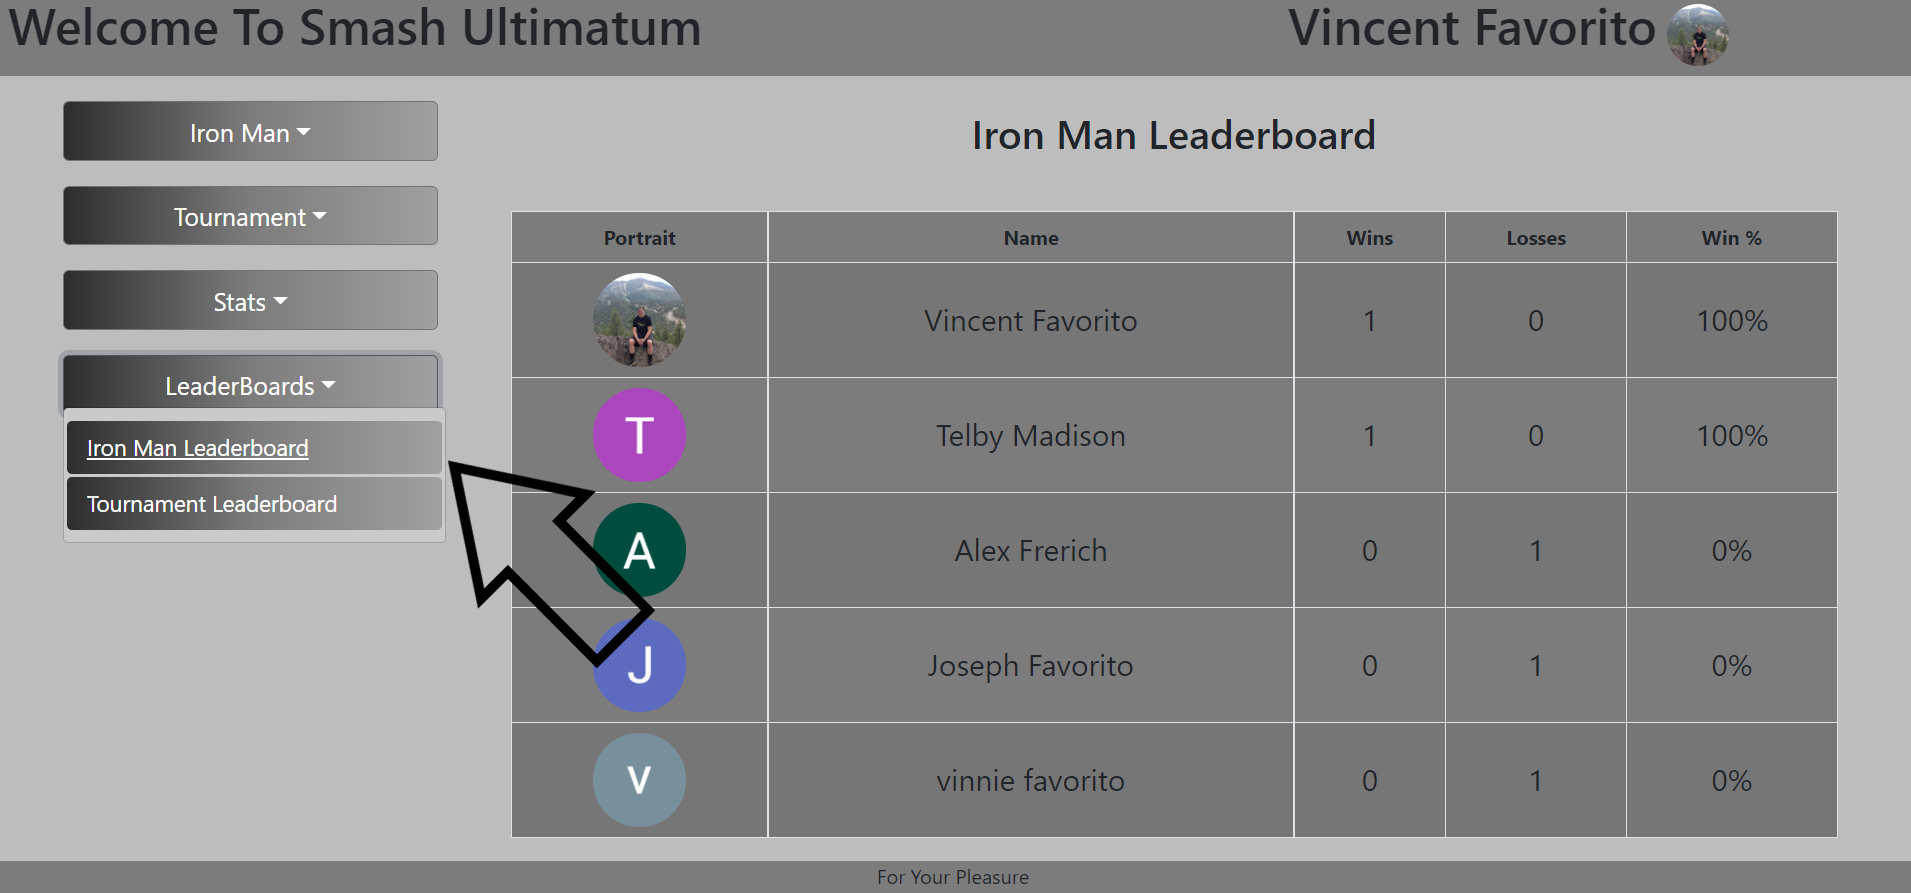 Welcome To Smash Ultimatum
Vincent Favorito
Iron Man
Tournament
Stats
LeaderBoards
Iron Man Leaderboard
Tournament Leaderboard
Iron Man Leaderboard
Portrait Name Wins Losses Win %
Vincent Favorito 1 0 100%
T Telby Madison 1 0 100%
A Alex Frerich 0 1 0%
J Joseph Favorito 0 1 0%
v vinnie favorito 0 1 0%
For Your Pleasure